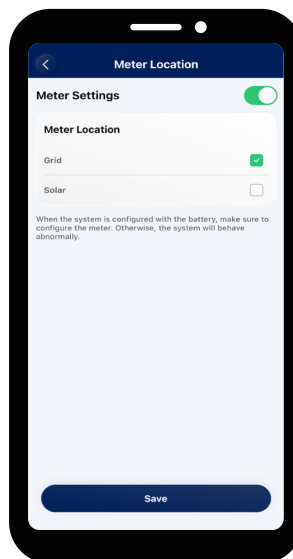 Meter Location
Meter Settings
Meter Location
Grid
Solar
When the system is configured with the battery, make sure to
configure the meter. Otherwise, the system will behave
abnormally.
Save